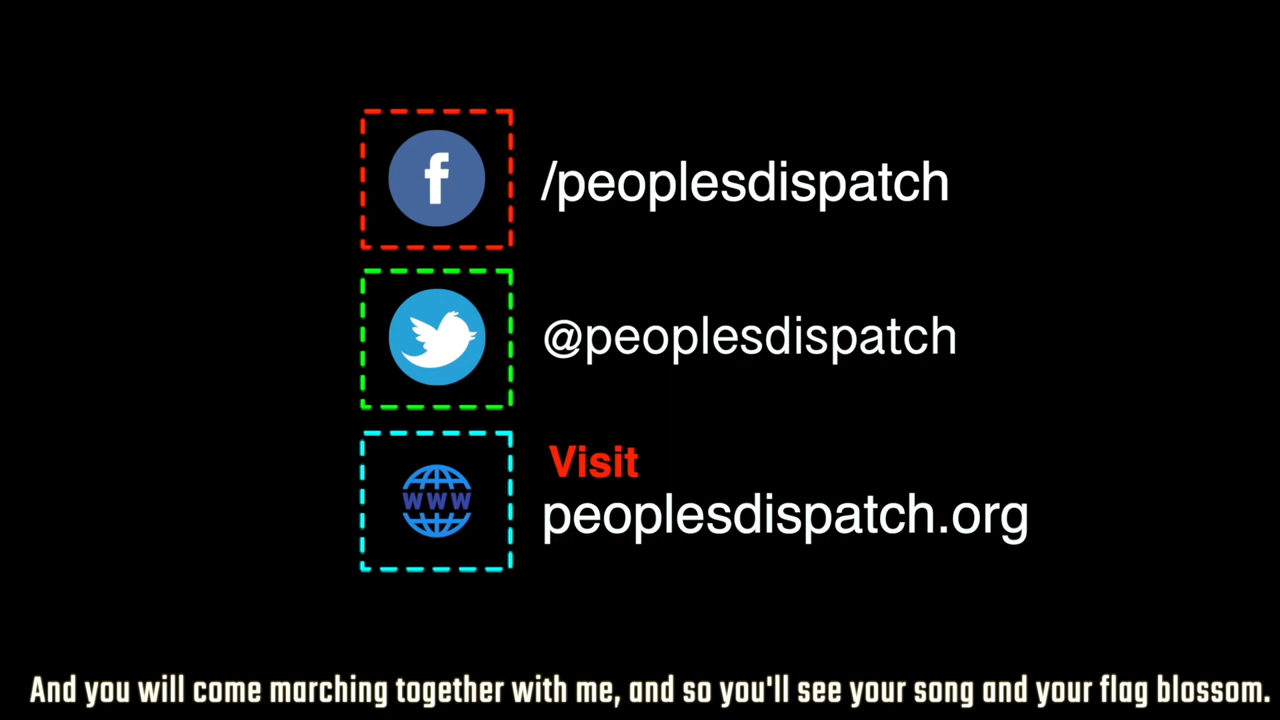 f
/peoplesdispatch
@peoplesdispatch
Visit
www
peoplesdispatch.org
And you will come marching together with me, and so you'll see your song and your flag blossom.